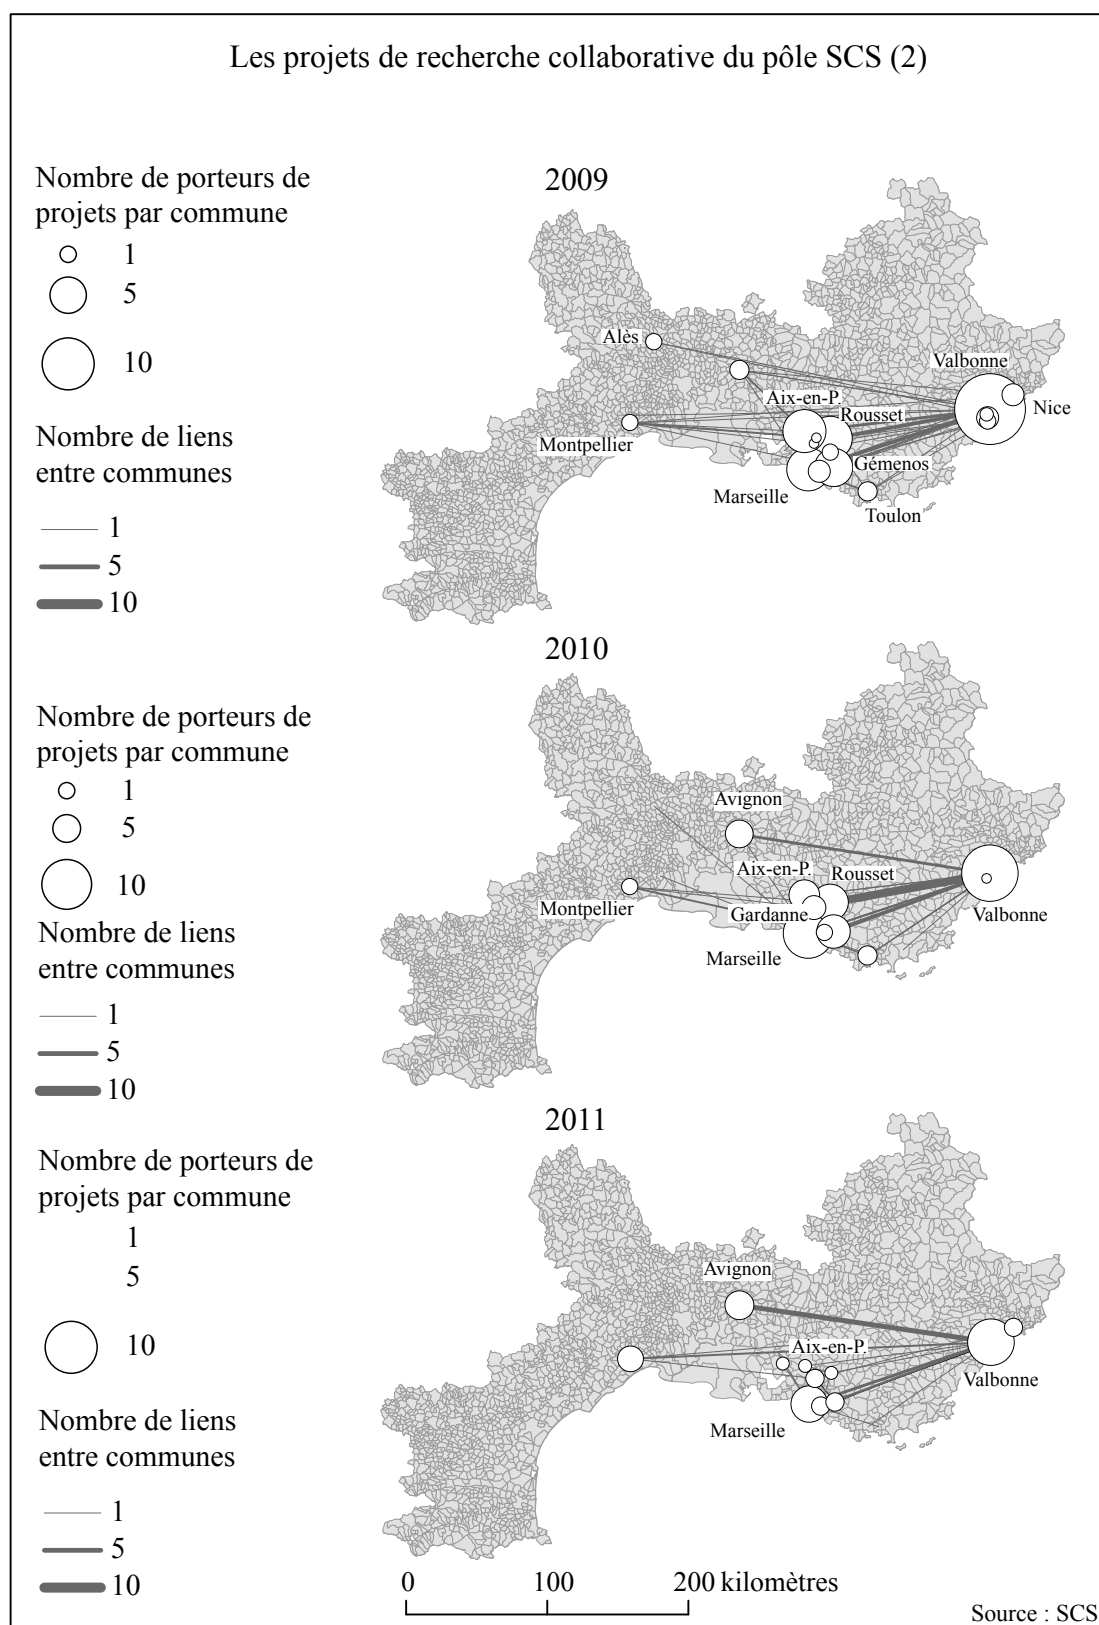 Les projets de recherche collaborative du pôle SCS (2)
Nombre de porteurs de
projets par commune
1
5
10
Nombre de liens
entre communes
1
5
10
2009
Alès
Montpellier
Aix-en-P.
Rousset
Valbonne
Nice
Gémenos
Marseille
Toulon
Nombre de porteurs de
projets par commune
1
5
10
Nombre de liens
entre communes
1
5
10
2010
Avignon
Aix-en-P.
Rousset
Montpellier
Gardanne
Valbonne
Marseille
Nombre de porteurs de
projets par commune
1
5
10
Nombre de liens
entre communes
1
5
10
2011
Avignon
Aix-en-P.
Valbonne
Marseille
0 100 200 kilomètres
Source : SCS